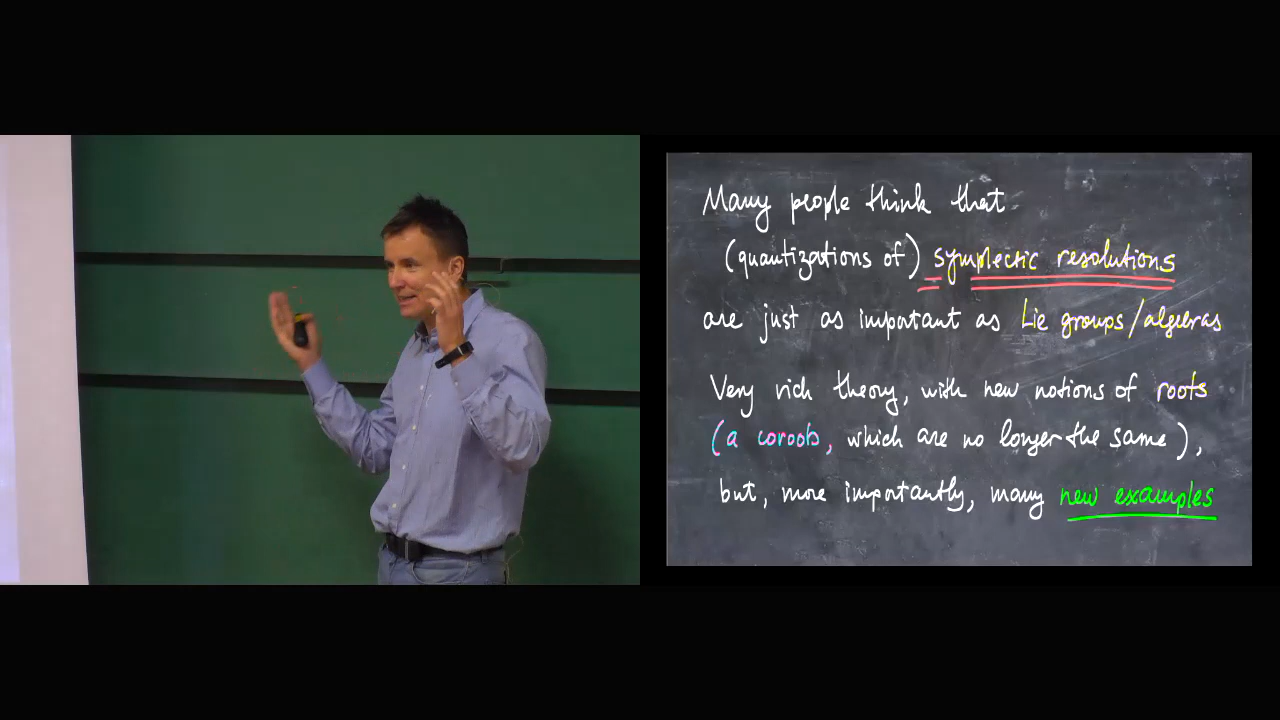 Many people think that
(quantizations of) symplectic resolutions
are just as important as Lie groups/algebras
Very rich theory, with new notions of roots
(a coroots, which are no longer the same),
but, more importantly, many new examples